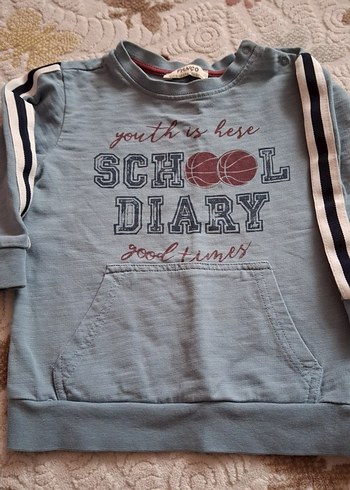 youth is here
SCHOOL
DIARY
good times